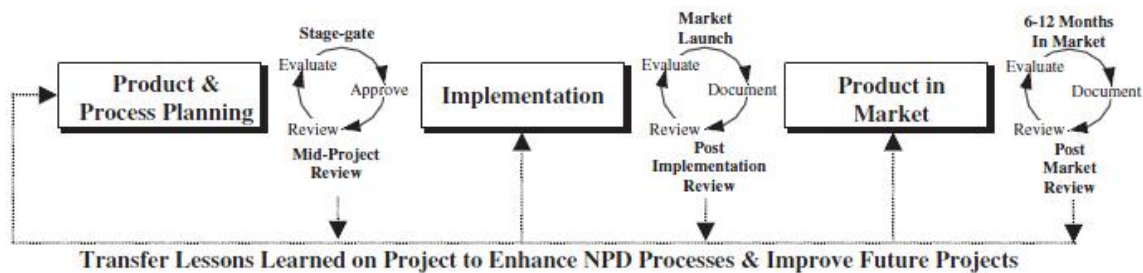 Product &
Process Planning
Stage-gate
Evaluate
Approve
Review
Mid-Project
Review
Implementation
Market
Launch
Evaluate
Document
Review
Post
Implementation
Review
Product in
Market
6-12 Months
In Market
Evaluate
Document
Review
Post
Market
Review
Transfer Lessons Learned on Project to Enhance NPD Processes & Improve Future Projects